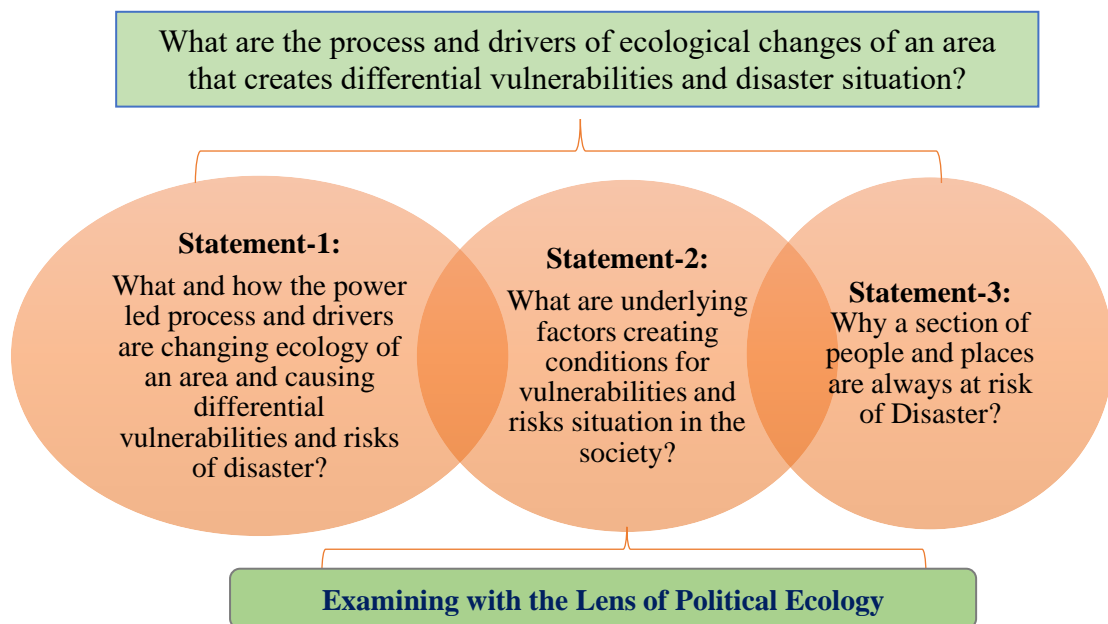 What are the process and drivers of ecological changes of an area
that creates differential vulnerabilities and disaster situation?
Statement-1:
What and how the power
led process and drivers
are changing ecology of
an area and causing
differential
vulnerabilities and risks
of disaster?
Statement-2:
What are underlying
factors creating
conditions for
vulnerabilities and
risks situation in the
society?
Statement-3:
Why a section of
people and places
are always at risk
of Disaster?
Examining with the Lens of Political Ecology